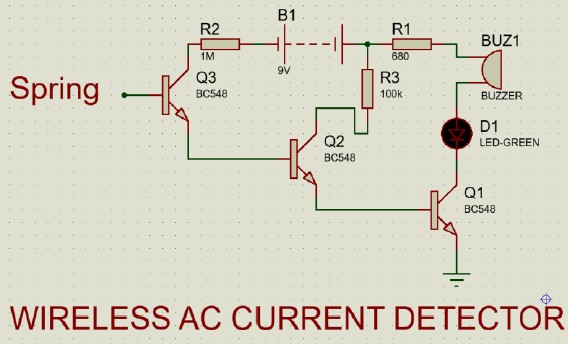 B1
R2
R1
BUZ1
1M
680
9V
Spring
Q3
BC548
R3
100k
BUZZER
D1
LED-GREEN
Q2
BC548
Q1
BC548
WIRELESS AC CURRENT DETECTOR